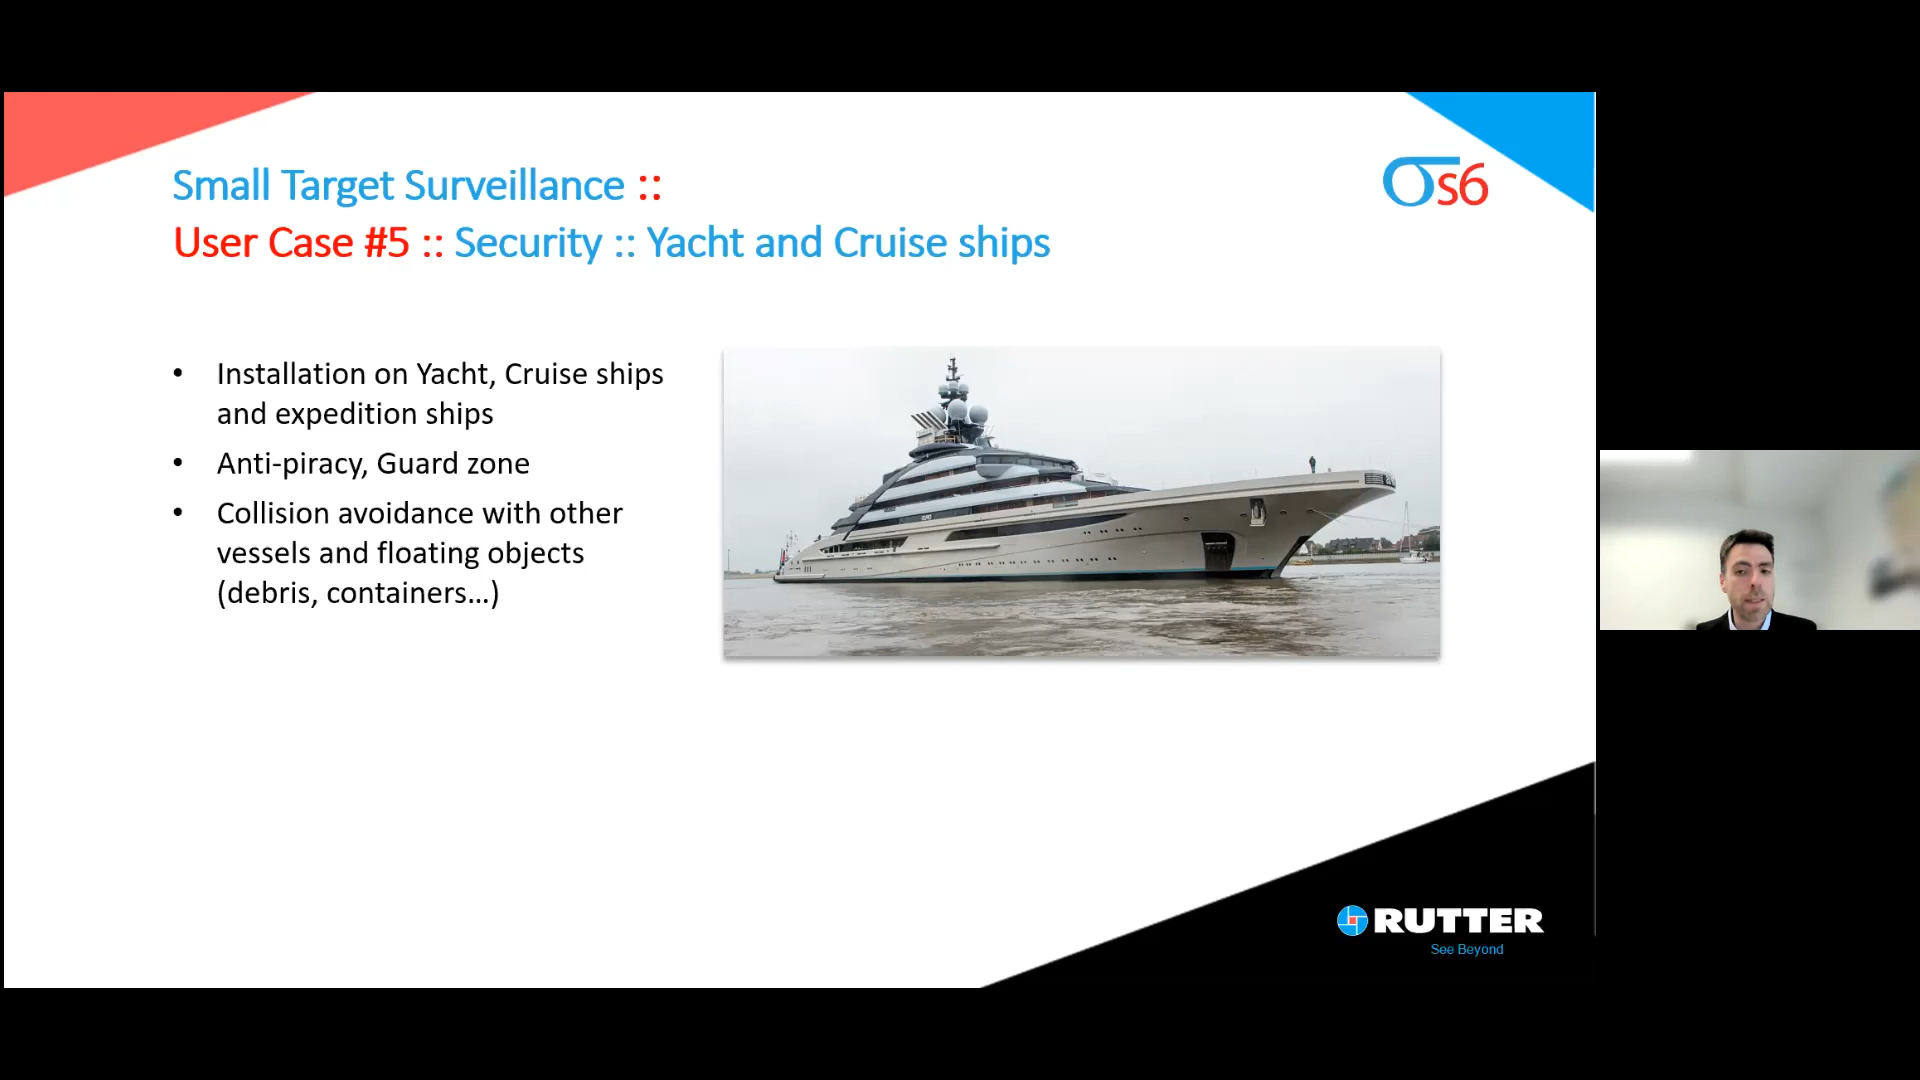 Small Target Surveillance ::
User Case #5 :: Security :: Yacht and Cruise ships
σs6
• Installation on Yacht, Cruise ships
and expedition ships
• Anti-piracy, Guard zone
• Collision avoidance with other
vessels and floating objects
(debris, containers...)
RUTTER
See Beyond